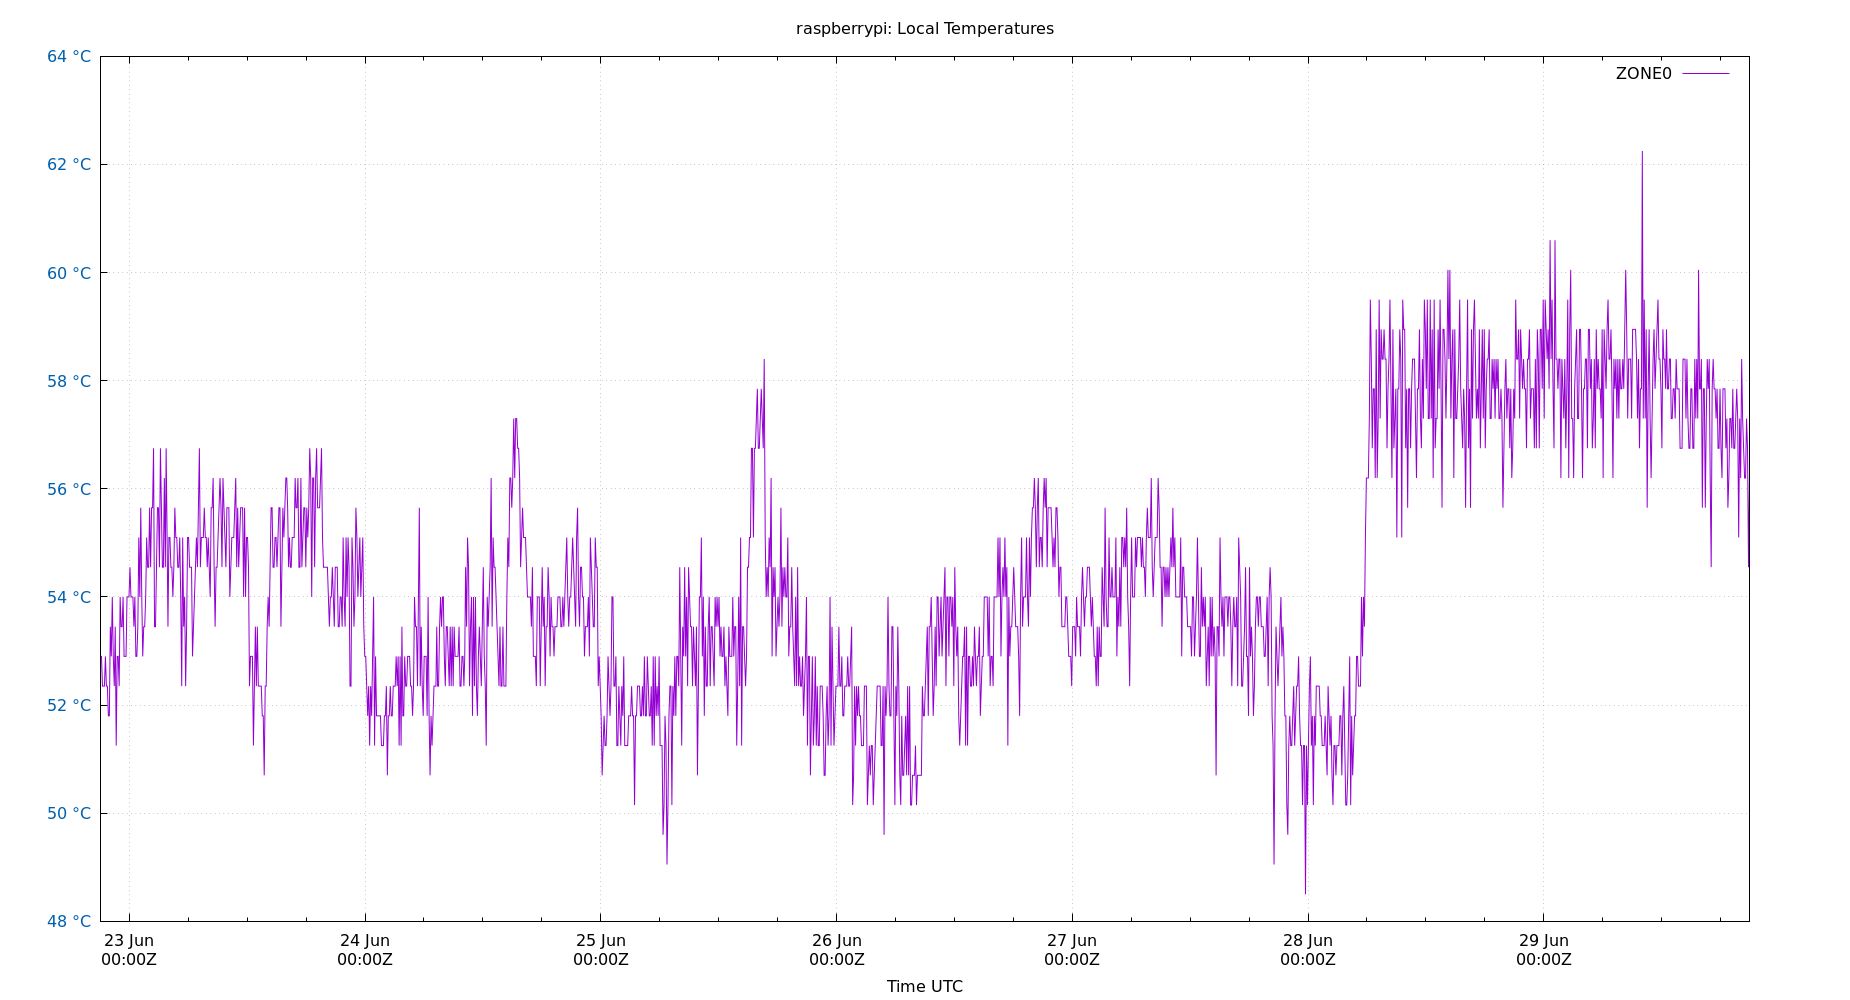 raspberrypi: Local Temperatures
64 °C
ZONE0
62 °C
60 °C
58 °C
56 °C
54 °C
52 °C
50 °C
48 °C
23 Jun 24 Jun 25 Jun 26 Jun 27 Jun 28 Jun 29 Jun
00:00Z 00:00Z 00:00Z 00:00Z 00:00Z 00:00Z 00:00Z
Time UTC